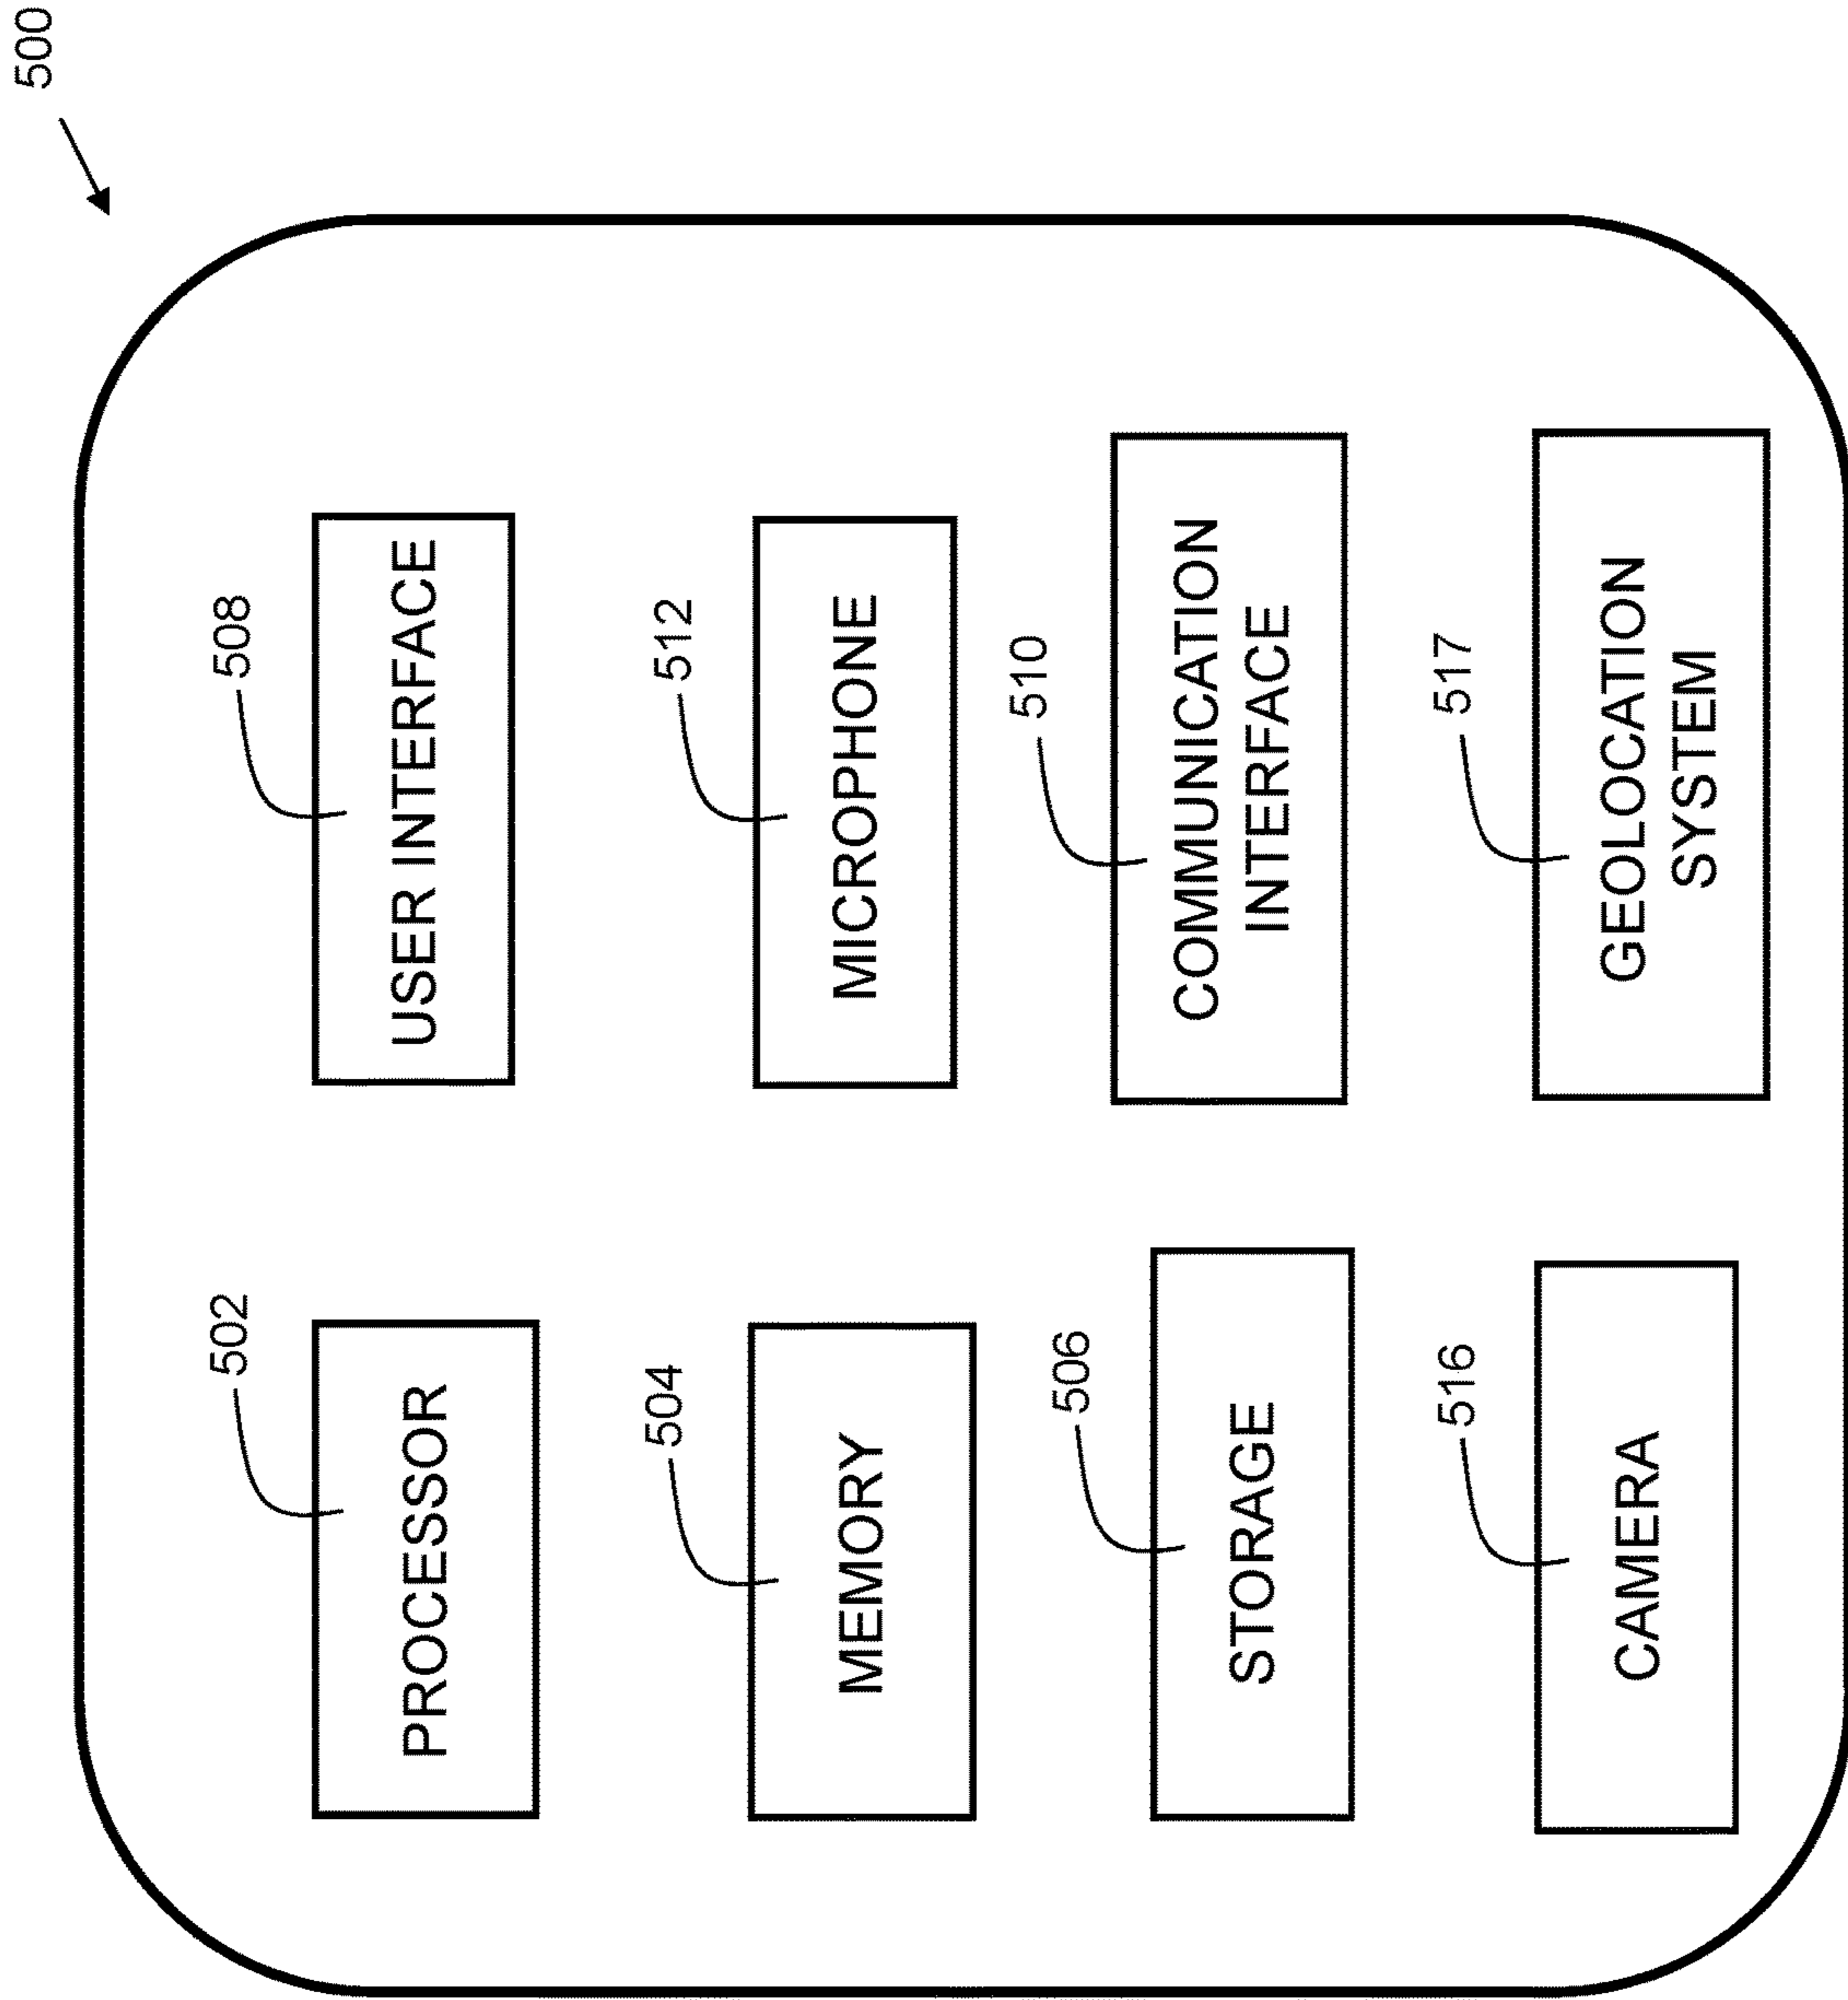 500
502
PROCESSOR
508
USER INTERFACE
504
MEMORY
512
MICROPHONE
506
STORAGE
510
COMMUNICATION
INTERFACE
516
CAMERA
517
GEOLOCATION
SYSTEM